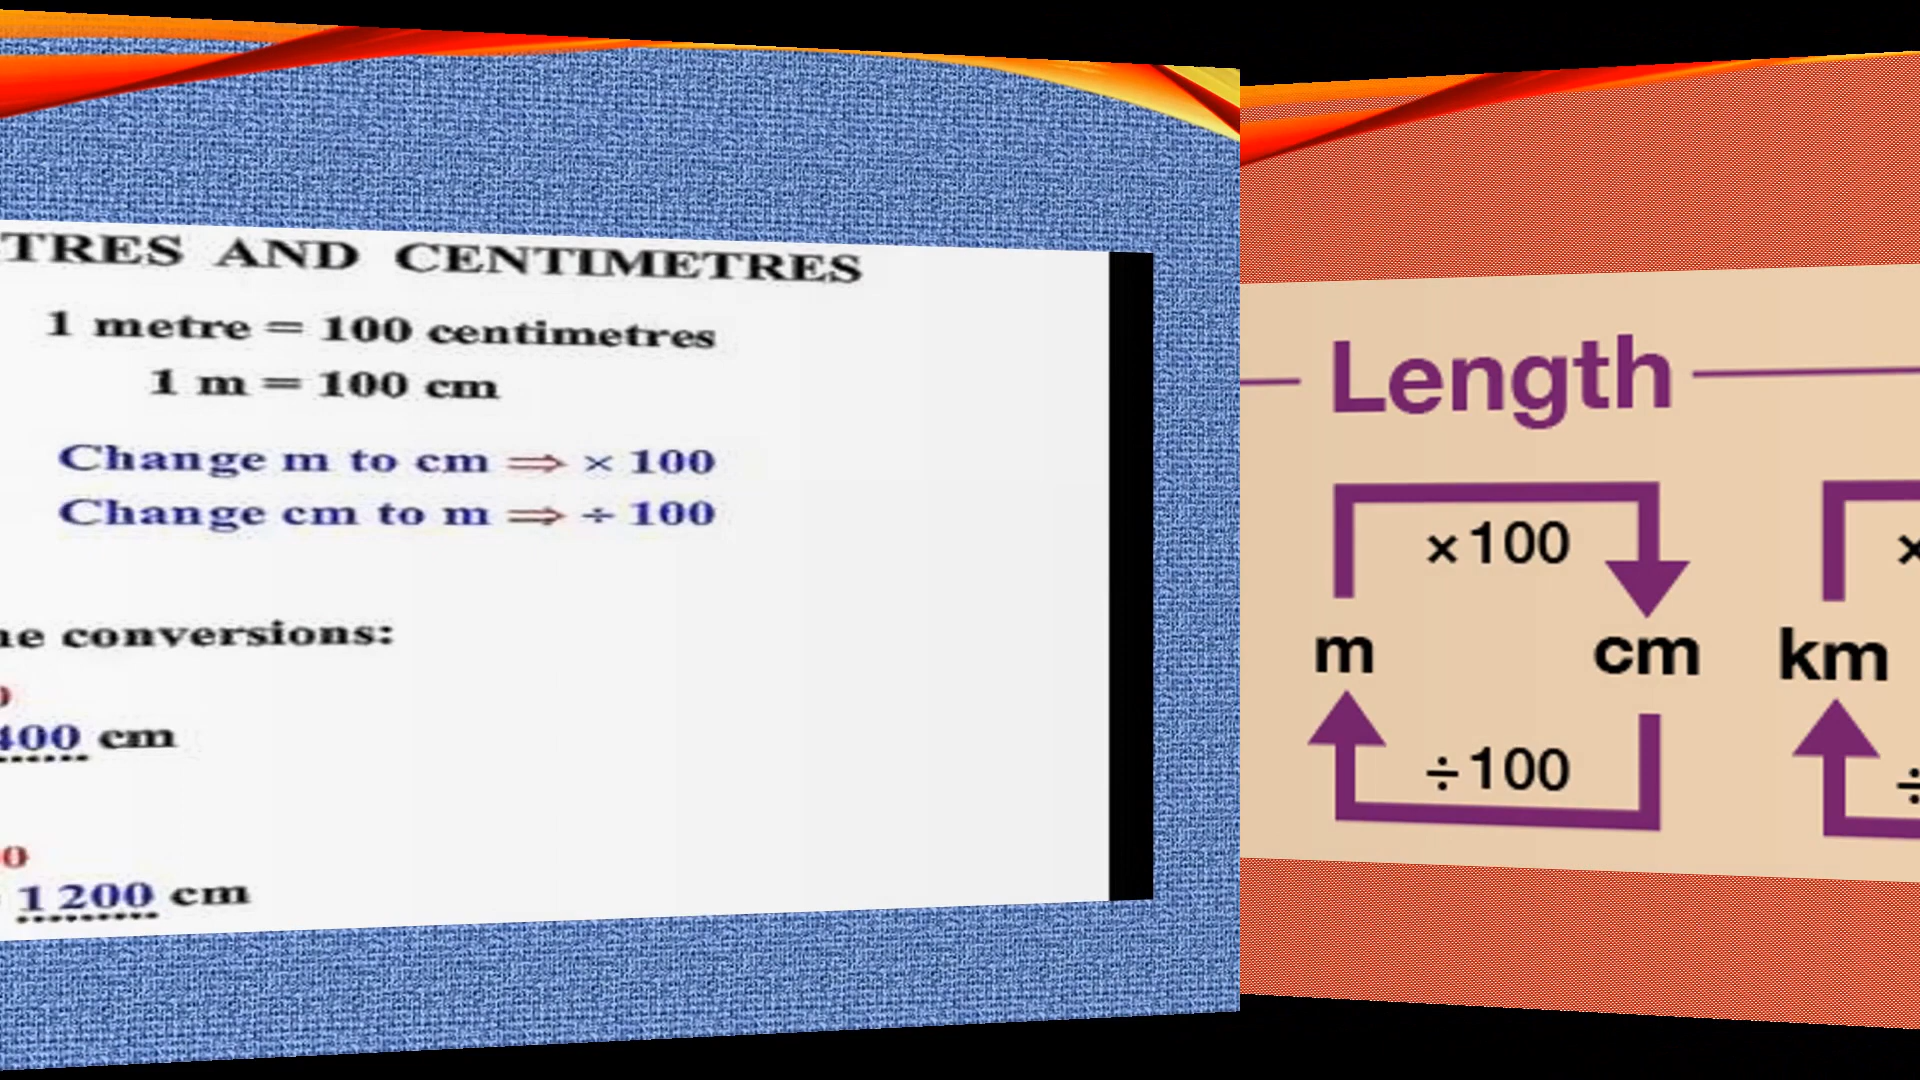 TRES AND CENTIMETRES
1 metre = 100 centimetres
1 m = 100 cm
Change m to cm ⇒ × 100
Change cm to m ⇒ ÷ 100
conversions:
400 cm
1 200 cm
Length
×100
m cm km
÷100